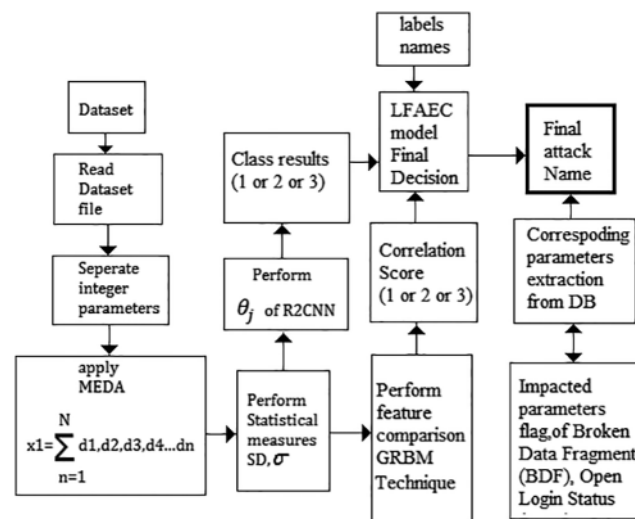 Dataset
Read
Dataset
file
Seperate
integer
parameters
apply
MEDA
N
x1=∑ d1,d2,d3,d4...dn
n=1
Perform
Statistical
measures
SD,σ
Perform
θj of R2CNN
Class results
(1 or 2 or 3)
Perform
feature
comparison
GRBM
Technique
Correlation
Score
(1 or 2 or 3)
labels
names
LFAEC
model
Final
Decision
Final
attack
Name
Correspoding
parameters
extraction
from DB
Impacted
parameters
flag,of Broken
Data Fragment
(BDF), Open
Login Status